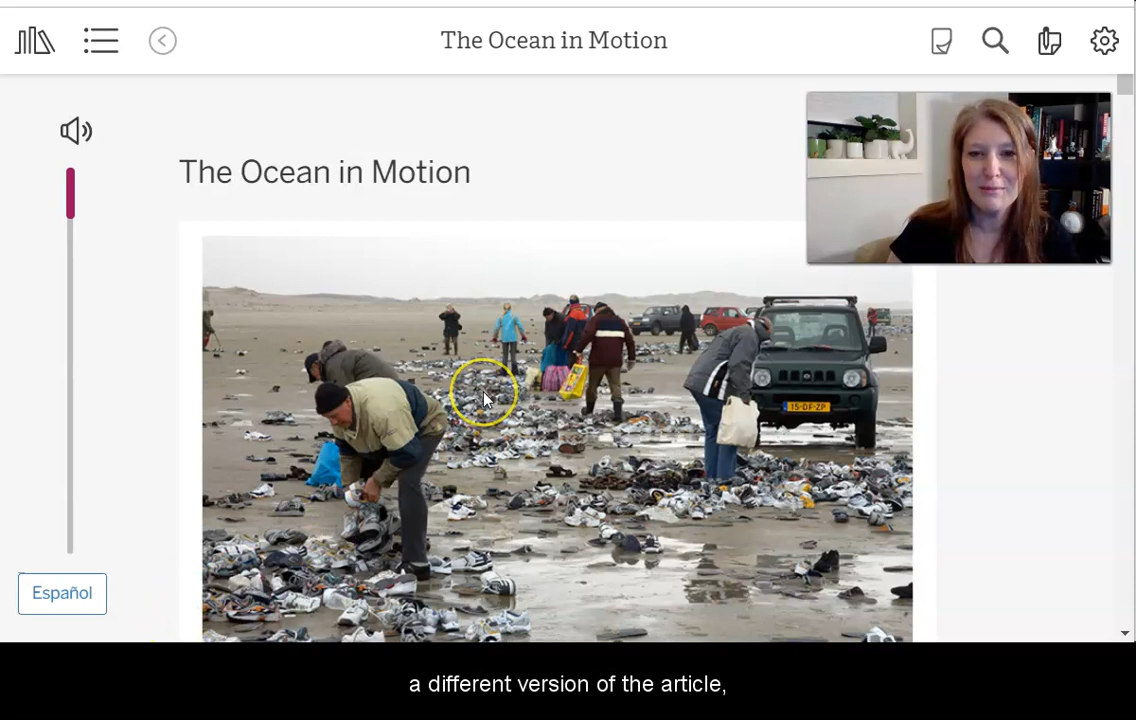 The Ocean in Motion
The Ocean in Motion
15-DF-ZP
Español
a different version of the article,